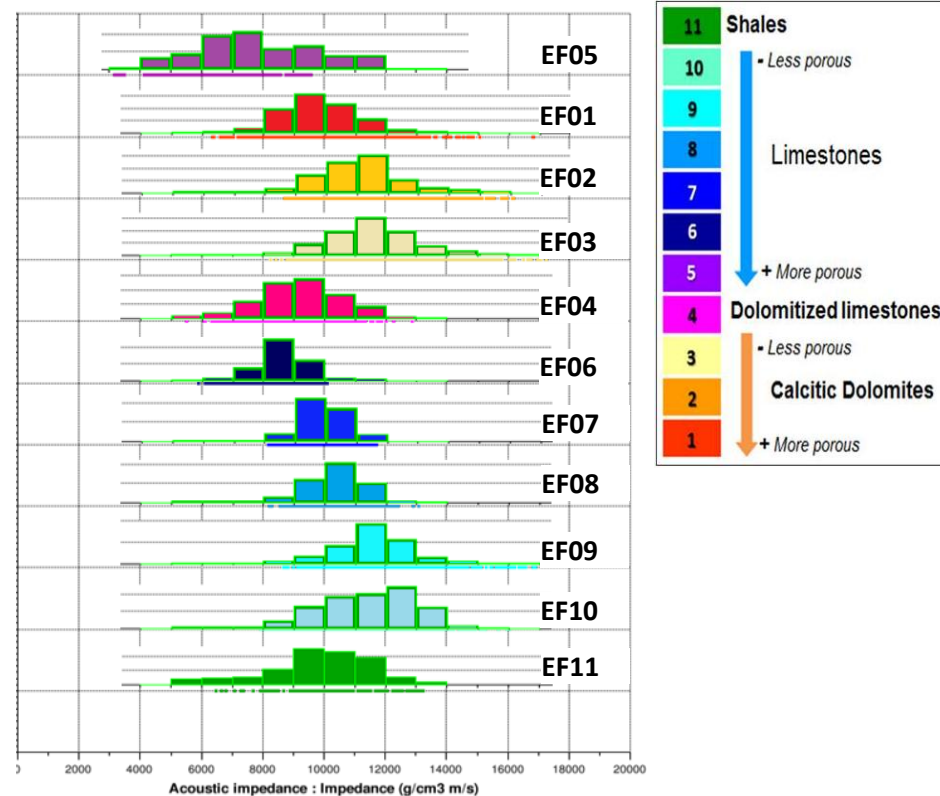 EF05
EF01
EF02
EF03
EF04
EF06
EF07
EF08
EF09
EF10
EF11
0 2000 4000 6000 8000 10000 12000 14000 16000 18000 20000
Acoustic impedance : Impedance (g/cm3 m/s)
11 Shales
10 - Less porous
9
8 Limestones
7
6
5 + More porous
4 Dolomitized limestones
3 - Less porous
2 Calcitic Dolomites
1 + More porous